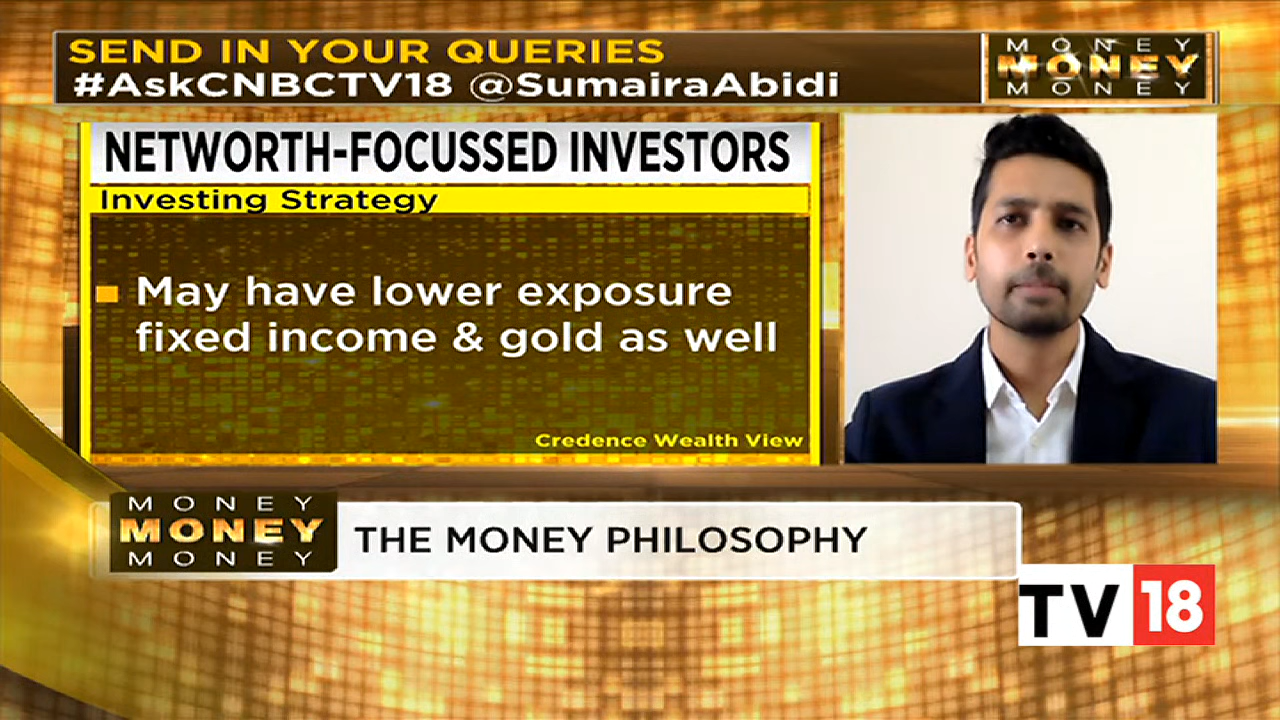 SEND IN YOUR QUERIES
#AskCNBCTV18 @SumairaAbidi
MONEY
MONEY
MONEY
NETWORTH-FOCUSSED INVESTORS
Investing Strategy
May have lower exposure
fixed income & gold as well
Credence Wealth View
MONEY
MONEY
MONEY
THE MONEY PHILOSOPHY
TV18